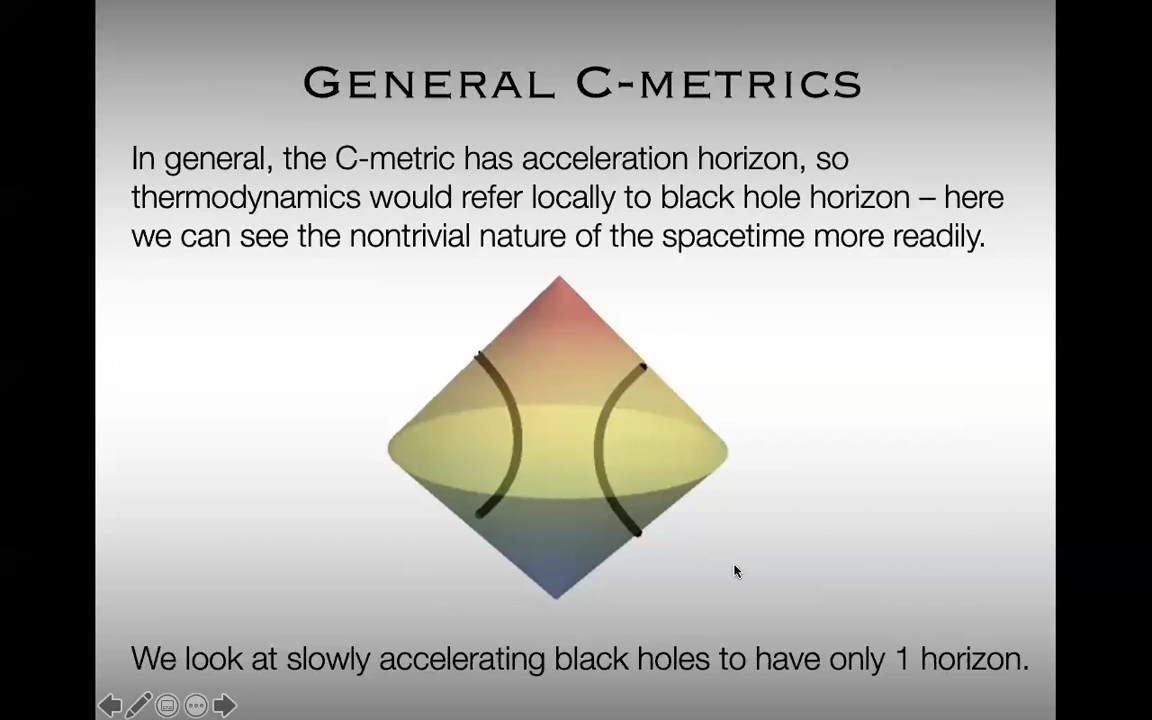 GENERAL C-METRICS
In general, the C-metric has acceleration horizon, so
thermodynamics would refer locally to black hole horizon – here
we can see the nontrivial nature of the spacetime more readily.
We look at slowly accelerating black holes to have only 1 horizon.